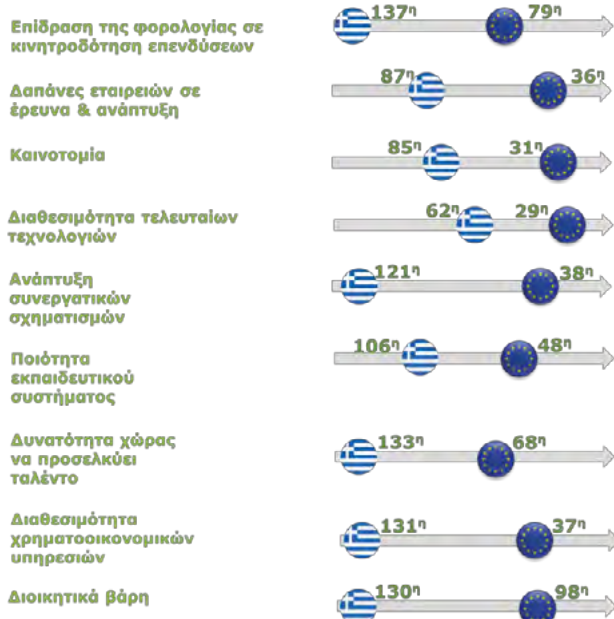 Επίδραση της φορολογίας σε
κινητροδότηση επενδύσεων
137η
79η
Δαπάνες εταιρειών σε
έρευνα & ανάπτυξη
87η
36η
Καινοτομία
85η
31η
Διαθεσιμότητα τελευταίων
τεχνολογιών
62η
29η
Ανάπτυξη
συνεργατικών
σχηματισμών
121η
38η
Ποιότητα
εκπαιδευτικού
συστήματος
106η
48η
Δυνατότητα χώρας
να προσελκύει
ταλέντο
133η
68η
Διαθεσιμότητα
χρηματοοικονομικών
υπηρεσιών
131η
37η
Διοικητικά βάρη
130η
98η